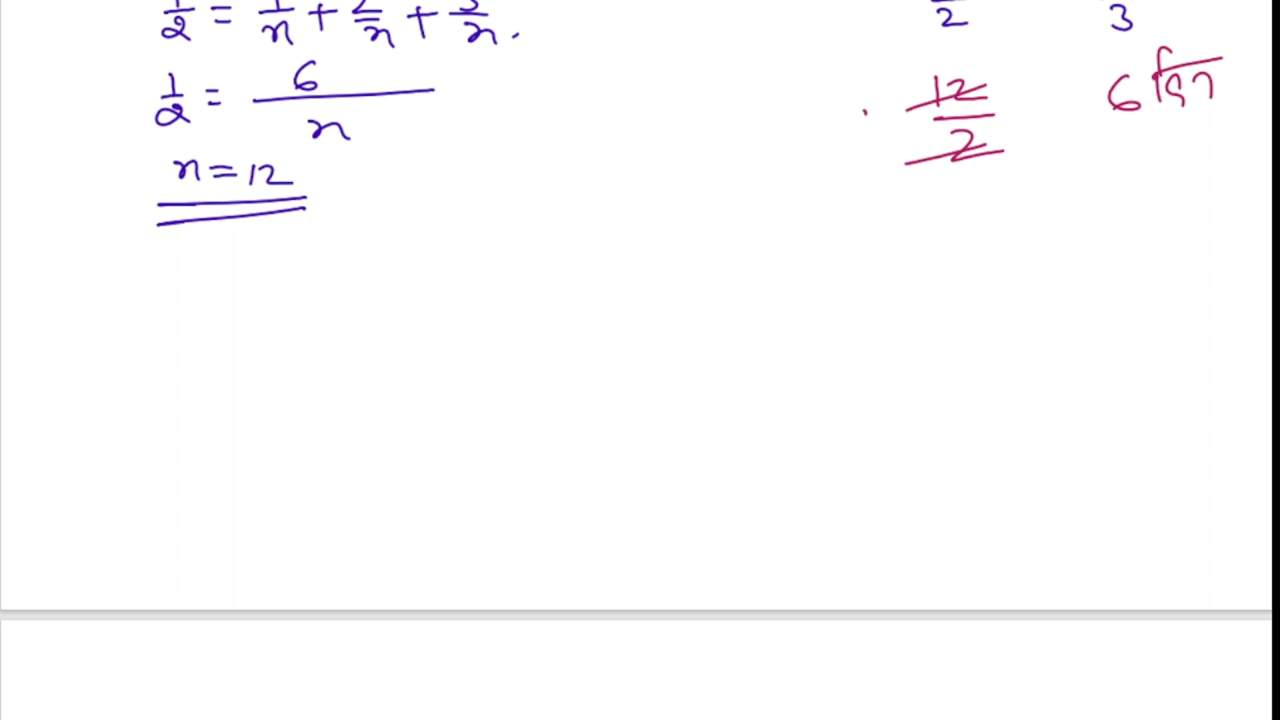 1/2 = 1/n + 2/n + 3/n .
1/2 = 6/n
n = 12
2 3
12/2 6 दिन